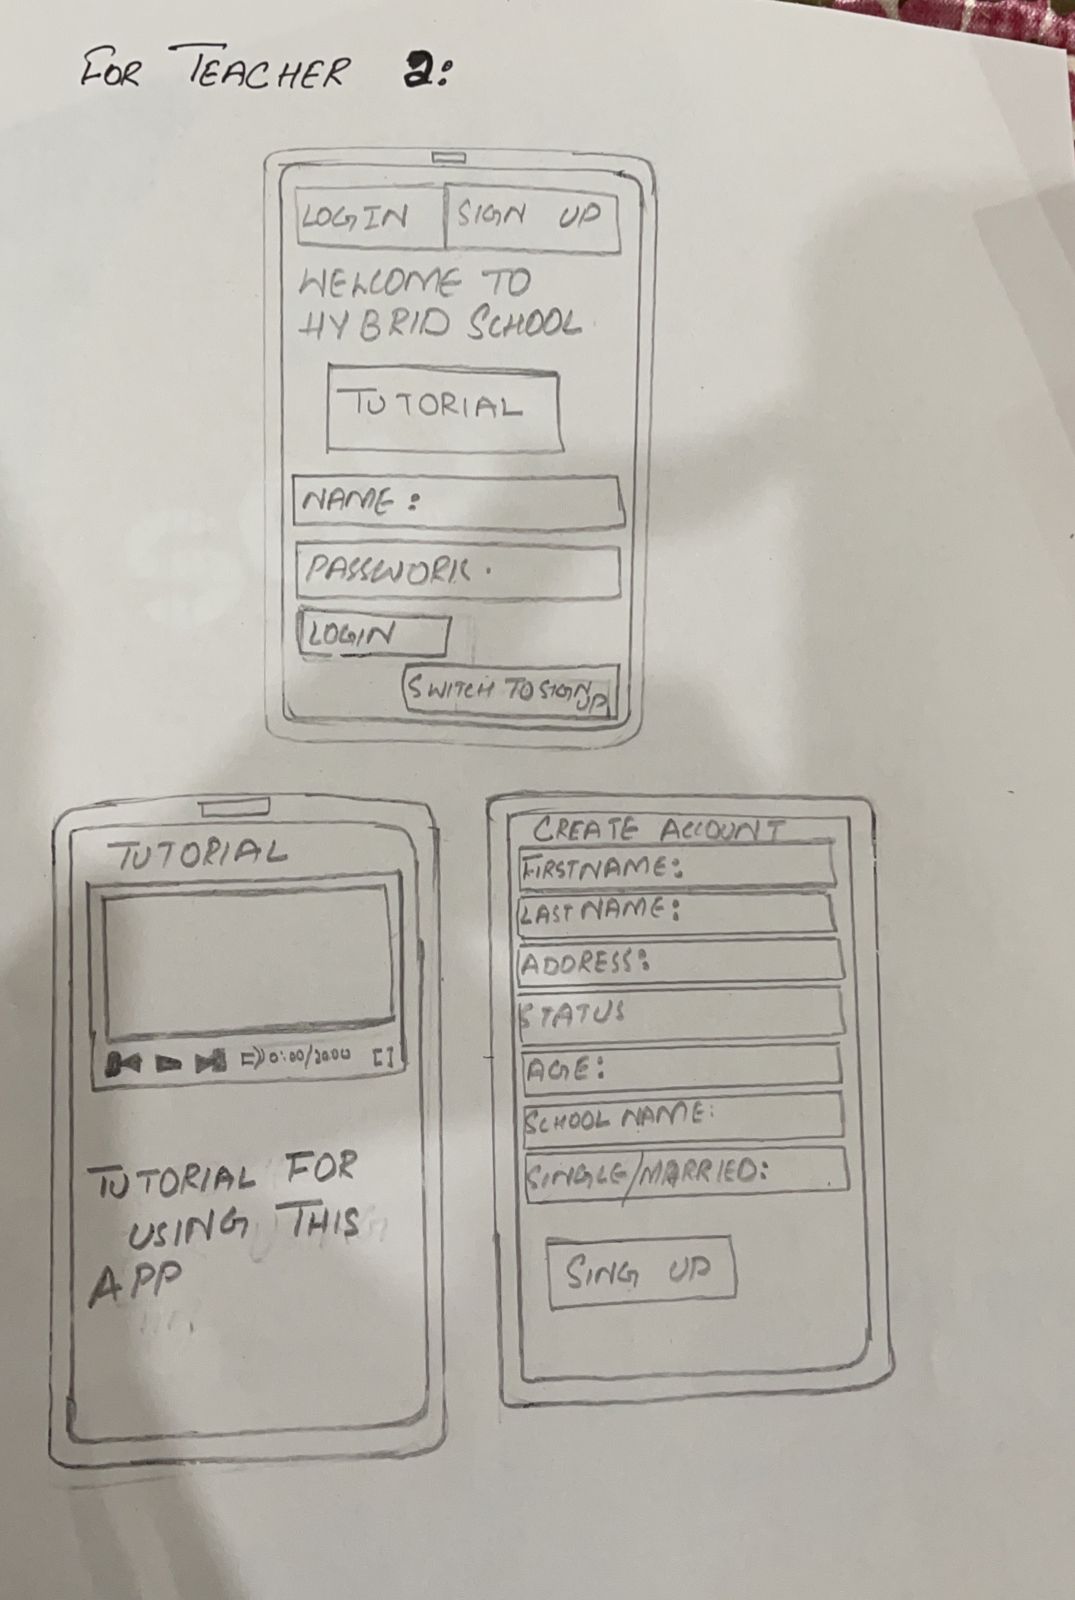 FOR TEACHER 2:
LOGIN SIGN UP
WELCOME TO
HYBRID SCHOOL
TUTORIAL
NAME :
PASSWORK .
LOGIN
SWITCH TO SIGN
UP
TUTORIAL
0:00/20:00 [ ]
TUTORIAL FOR
USING THIS
APP
CREATE ACCOUNT
FIRSTNAME:
LAST NAME:
ADDRESS:
STATUS
AGE:
SCHOOL NAME:
SINGLE/MARRIED:
SING UP